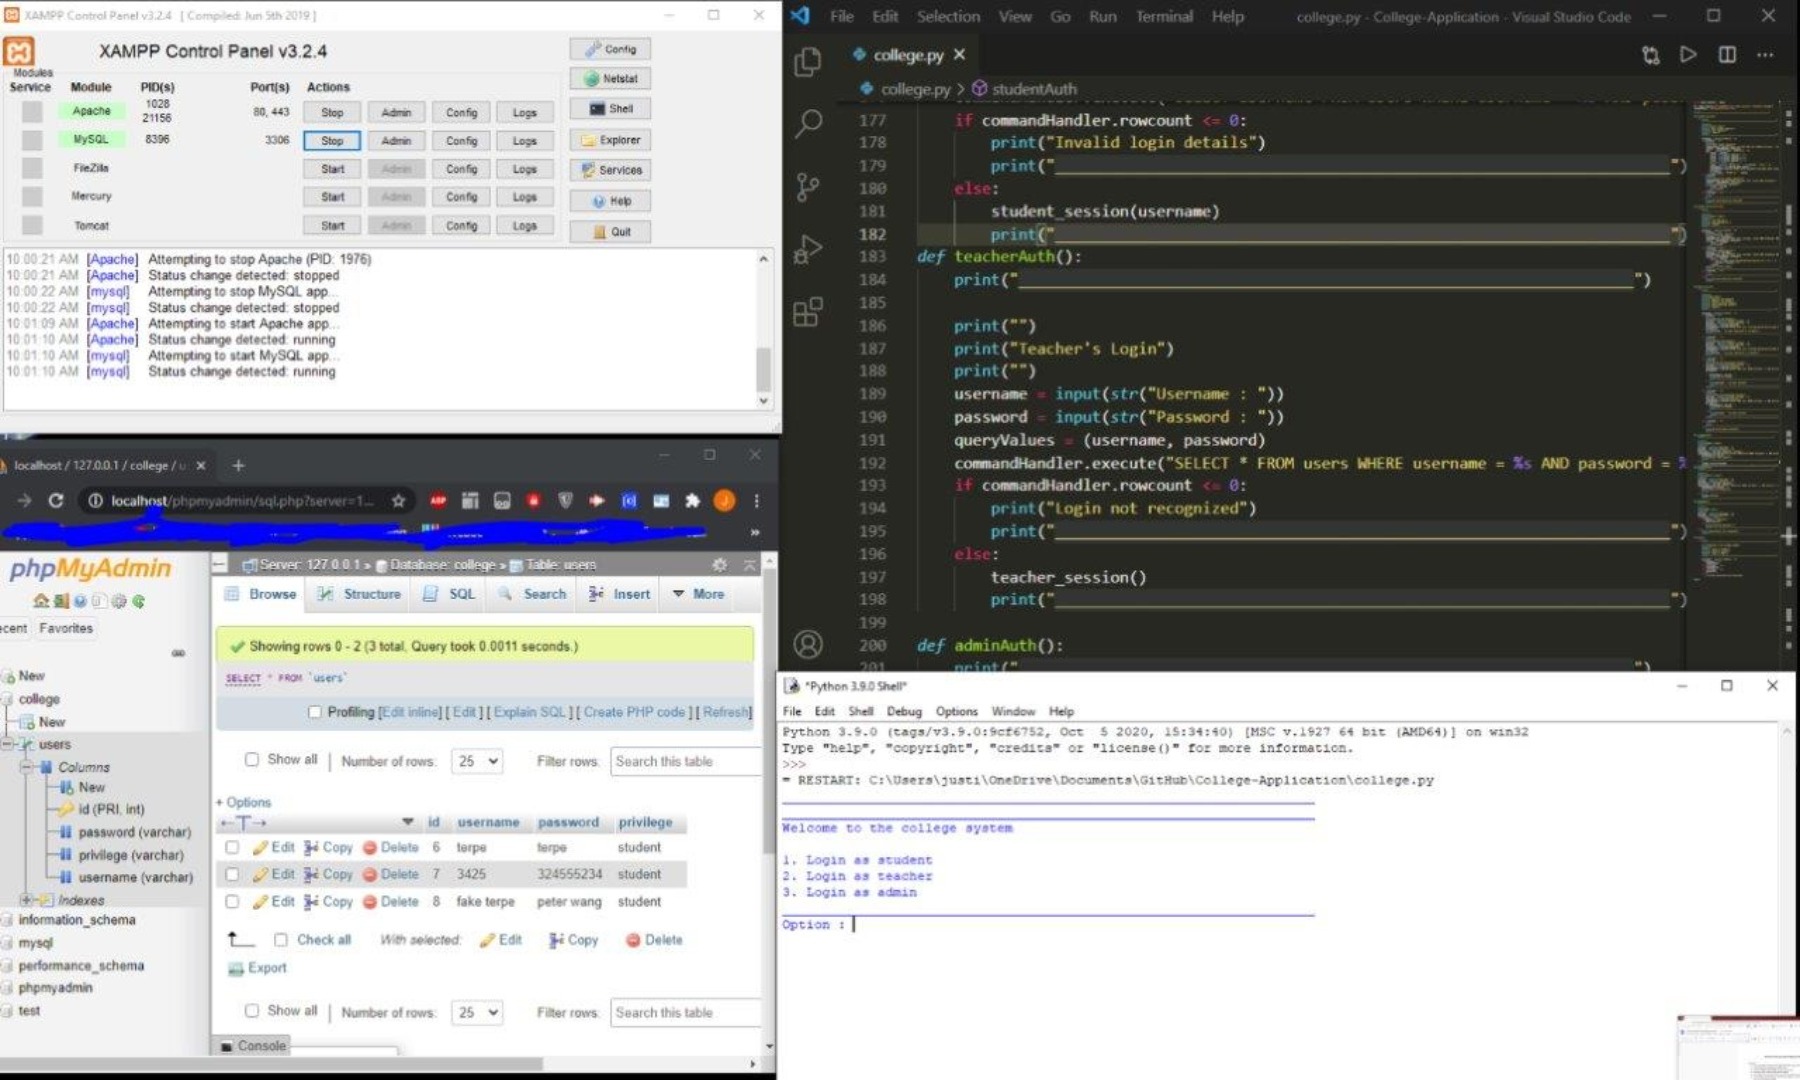 XAMPP Control Panel v3.2.4 [ Compiled: Jun 5th 2019 ]
XAMPP Control Panel v3.2.4
Config
Modules
Service Module PID(s) Port(s) Actions
Netstat
Apache 1028 21156 80, 443 Stop Admin Config Logs
Shell
MySQL 8396 3306 Stop Admin Config Logs
Explorer
FileZilla Start Admin Config Logs
Services
Mercury Start Admin Config Logs
Help
Tomcat Start Admin Config Logs
Quit
10:00:21 AM [Apache] Attempting to stop Apache (PID: 1976)
10:00:21 AM [Apache] Status change detected: stopped
10:00:22 AM [mysql] Attempting to stop MySQL app...
10:00:22 AM [mysql] Status change detected: stopped
10:01:09 AM [Apache] Attempting to start Apache app...
10:01:10 AM [Apache] Status change detected: running
10:01:10 AM [mysql] Attempting to start MySQL app...
10:01:10 AM [mysql] Status change detected: running
File Edit Selection View Go Run Terminal Help college.py - College-Application - Visual Studio Code
college.py
college.py > studentAuth
177 if commandHandler.rowcount <= 0:
178 print("Invalid login details")
179 print("__________")
180 else:
181 student_session(username)
182 print("__________")
183 def teacherAuth():
184 print("__________")
185
186 print("")
187 print("Teacher's Login")
188 print("")
189 username = input(str("Username : "))
190 password = input(str("Password : "))
191 queryValues = (username, password)
192 commandHandler.execute("SELECT * FROM users WHERE username = %s AND password = %
193 if commandHandler.rowcount <= 0:
194 print("Login not recognized")
195 print("__________")
196 else:
197 teacher_session()
198 print("__________")
199
200 def adminAuth():
201 print("__________")
localhost / 127.0.0.1 / college / u
localhost/phpmyadmin/sql.php?server=1...
ABP
J
phpMyAdmin
ecent Favorites
New
college
New
users
Columns
New
id (PRI, int)
password (varchar)
privilege (varchar)
username (varchar)
Indexes
information_schema
mysql
performance_schema
phpmyadmin
test
Server: 127.0.0.1 » Database: college » Table: users
Browse Structure SQL Search Insert More
Showing rows 0 - 2 (3 total, Query took 0.0011 seconds.)
SELECT * FROM `users`
Profiling [Edit inline] [ Edit ] [ Explain SQL ] [ Create PHP code ] [ Refresh]
Show all Number of rows: 25 Filter rows: Search this table
+ Options
←T→ id username password privilege
Edit Copy Delete 6 terpe terpe student
Edit Copy Delete 7 3425 324555234 student
Edit Copy Delete 8 fake terpe peter wang student
Check all With selected: Edit Copy Delete
Export
Show all Number of rows: 25 Filter rows: Search this table
Console
*Python 3.9.0 Shell*
File Edit Shell Debug Options Window Help
Python 3.9.0 (tags/v3.9.0:9cf6752, Oct 5 2020, 15:34:40) [MSC v.1927 64 bit (AMD64)] on win32
Type "help", "copyright", "credits" or "license()" for more information.
>>>
= RESTART: C:\Users\justi\OneDrive\Documents\GitHub\College-Application\college.py
Welcome to the college system
1. Login as student
2. Login as teacher
3. Login as admin
Option :